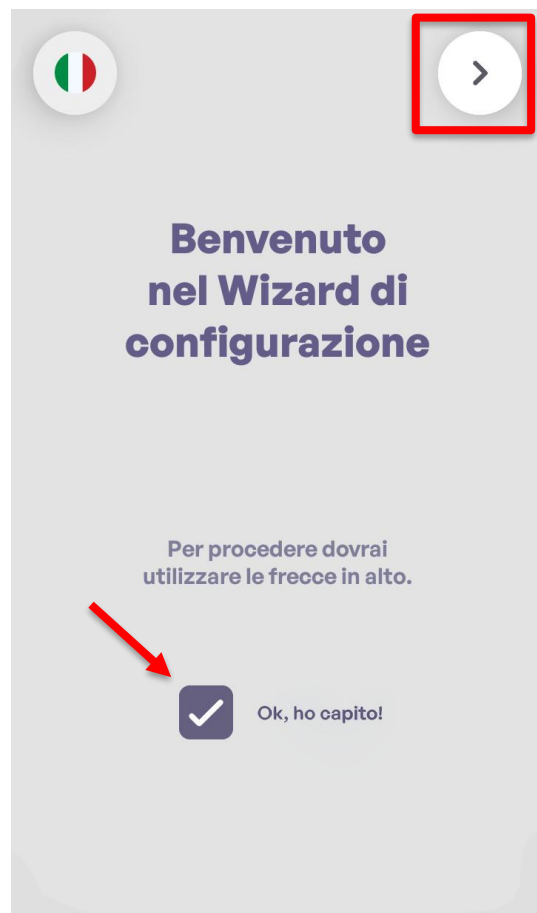 Benvenuto
nel Wizard di
configurazione
Per procedere dovrai
utilizzare le frecce in alto.
Ok, ho capito!